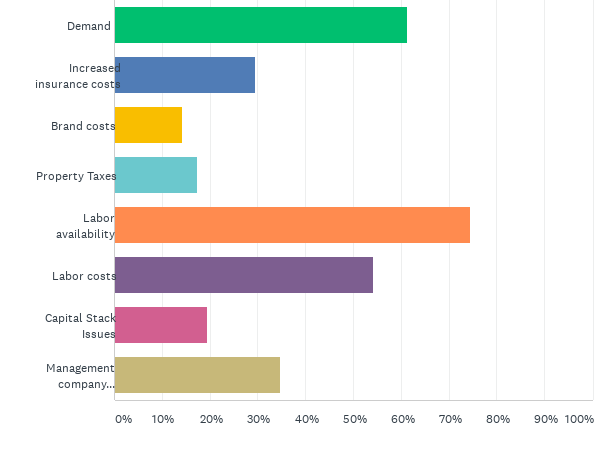 Demand
Increased
insurance costs
Brand costs
Property Taxes
Labor
availability
Labor costs
Capital Stack
Issues
Management
company...
0% 10% 20% 30% 40% 50% 60% 70% 80% 90% 100%